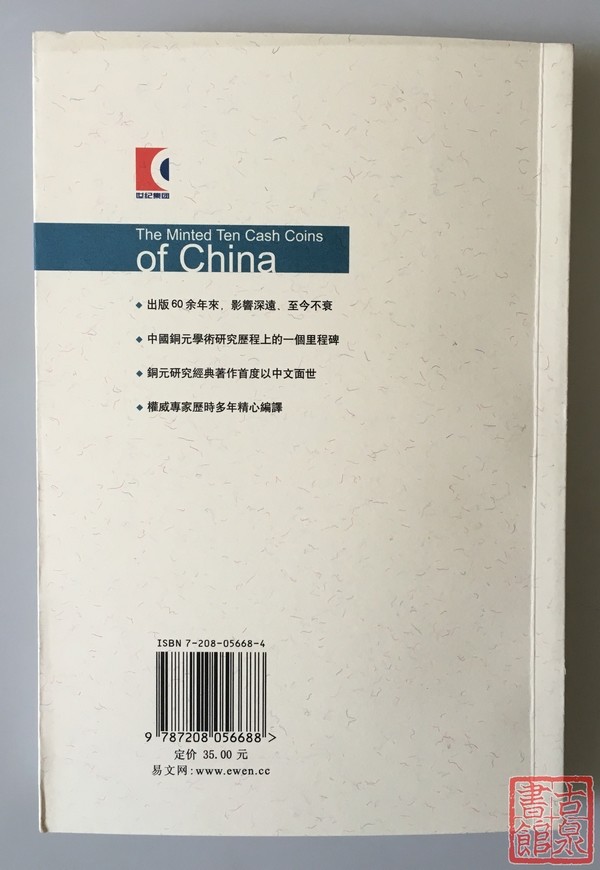 世纪集团
The Minted Ten Cash Coins
of China
◆ 出版60余年來，影響深遠、至今不衰
◆ 中國銅元學術研究歷程上的一個里程碑
◆ 銅元研究經典著作首度以中文面世
◆ 權威專家歷時多年精心編譯
ISBN 7-208-05668-4
9 787208 056688 >
定价 35.00 元
易文网:www.ewen.cc
古泉
書館